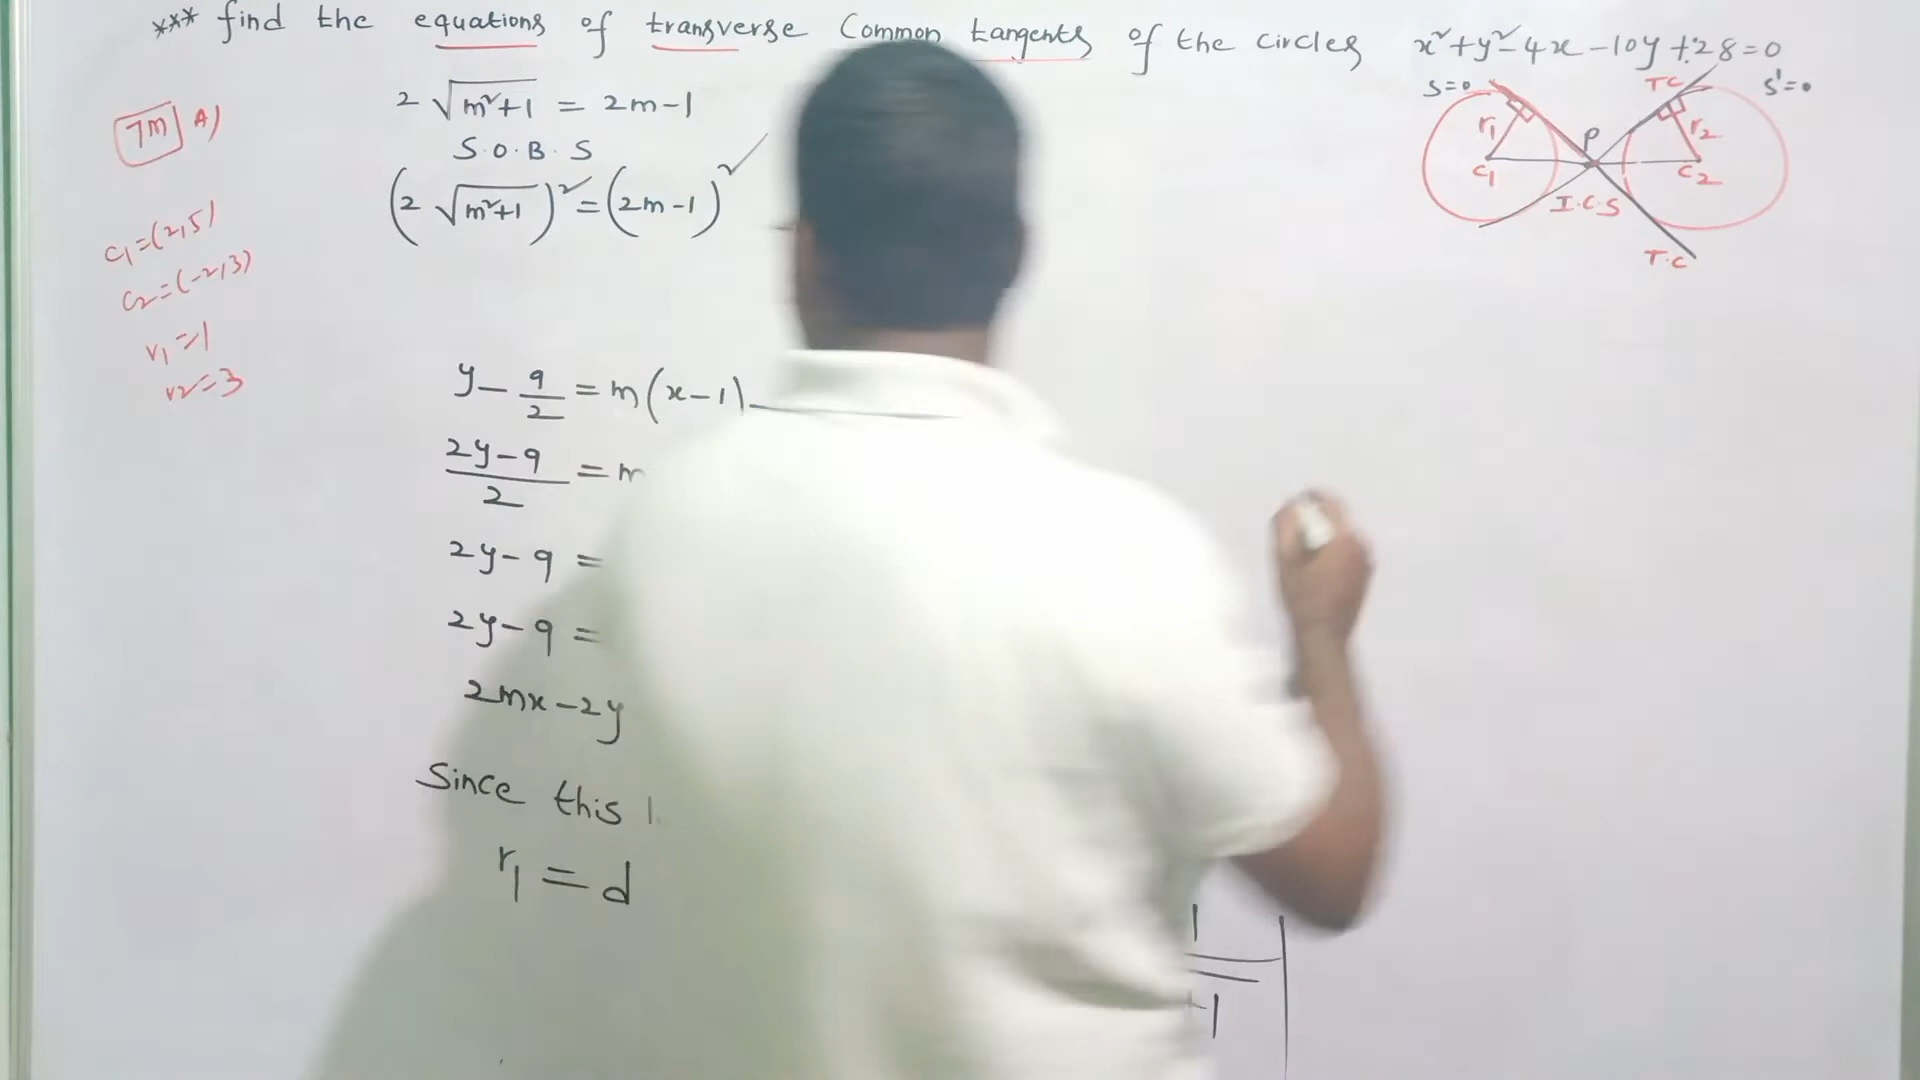 *** find the equations of transverse Common tangents of the circles x²+y²-4x-10y+28=0
7m A)
2 √m²+1 = 2m-1
S.O.B.S
(2 √m²+1)² = (2m-1)²
C1=(2,5)
C2=(-2,3)
r1=1
r2=3
y-9/2 = m(x-1)
2y-9/2 = m
2y-9 =
2y-9 =
2mx-2y
Since this
r1 = d
1
+1
S=0
TC
S'=0
r1
P
r2
C1
C2
I.C.S
T.C